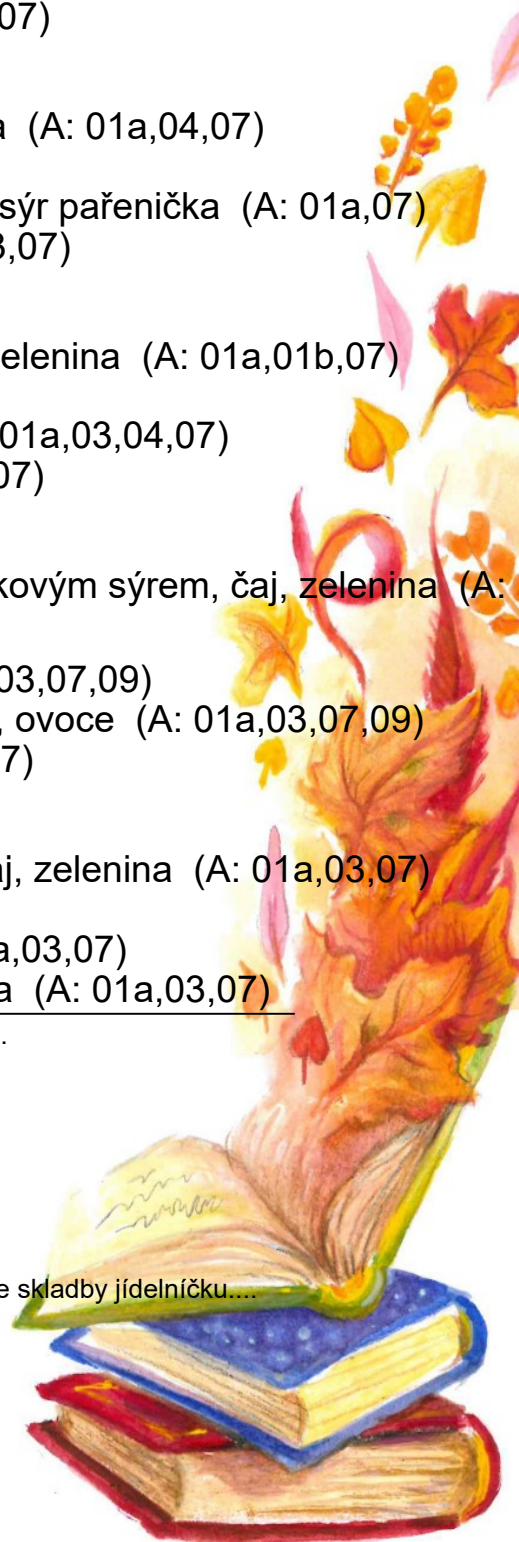 07)
(A: 01a,04,07)
sýr pařenička (A: 01a,07)
,07)
zelenina (A: 01a,01b,07)
01a,03,04,07)
07)
kovým sýrem, čaj, zelenina (A:
03,07,09)
, ovoce (A: 01a,03,07,09)
7)
aj, zelenina (A: 01a,03,07)
a,03,07)
a (A: 01a,03,07)
.
e skladby jídelníčku....